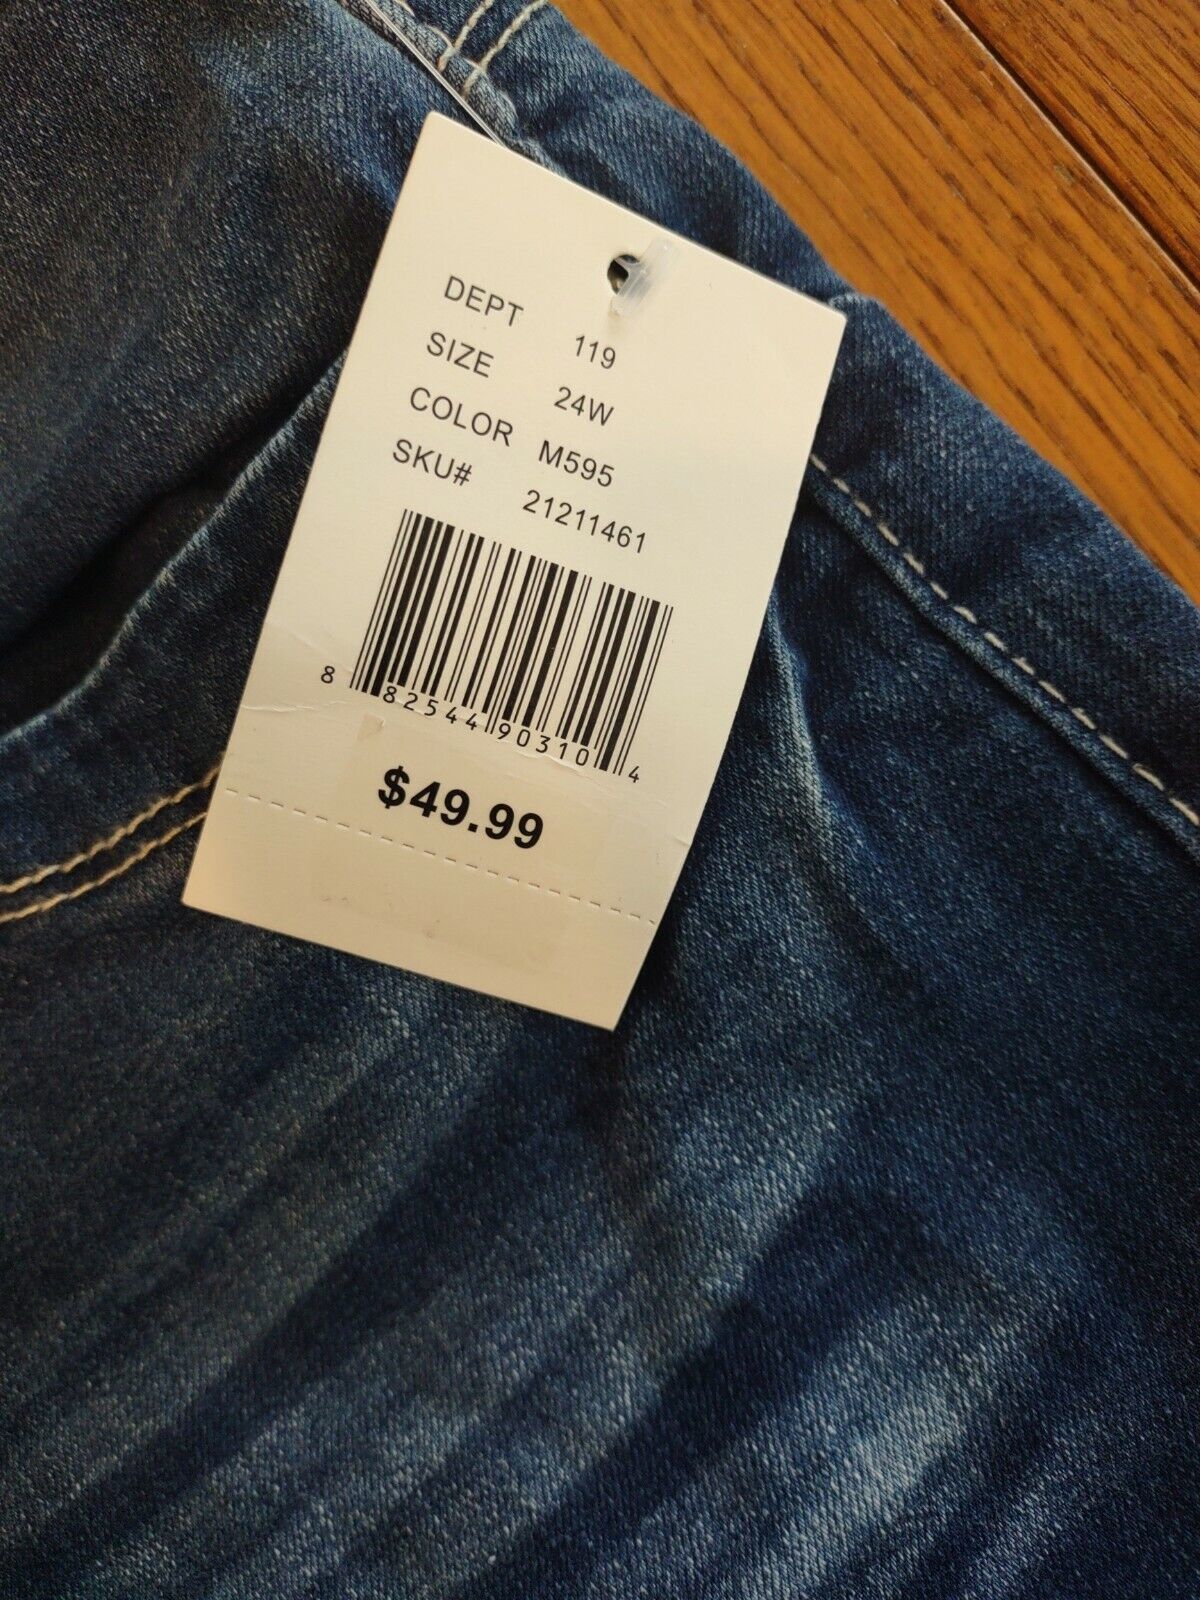 DEPT 119
SIZE 24W
COLOR M595
SKU# 21211461
8 82544 90310 4
$49.99